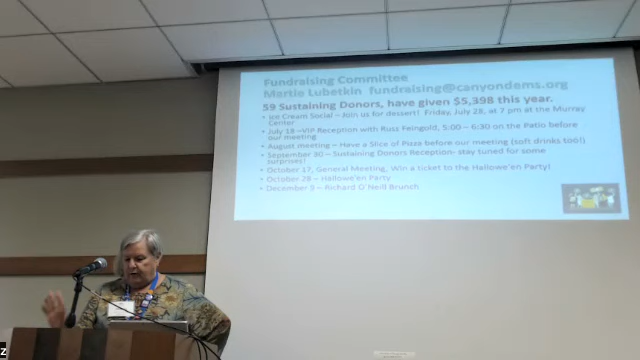 Fundraising Committee
Martie Lubetkin fundraising@canyondems.org
59 Sustaining Donors, have given $5,398 this year.
• Ice Cream Social – Join us for dessert! Friday, July 28, at 7 pm at the Murray
Center
• July 18 –VIP Reception with Russ Feingold, 5:00 – 6:30 on the Patio before
our meeting
• August meeting – Have a Slice of Pizza before our meeting (soft drinks too!)
• September 30 – Sustaining Donors Reception- stay tuned for some
surprises!
• October 17, General Meeting, Win a ticket to the Hallowe'en Party!
• October 28 – Hallowe'en Party
• December 9 – Richard O'Neill Brunch
Z